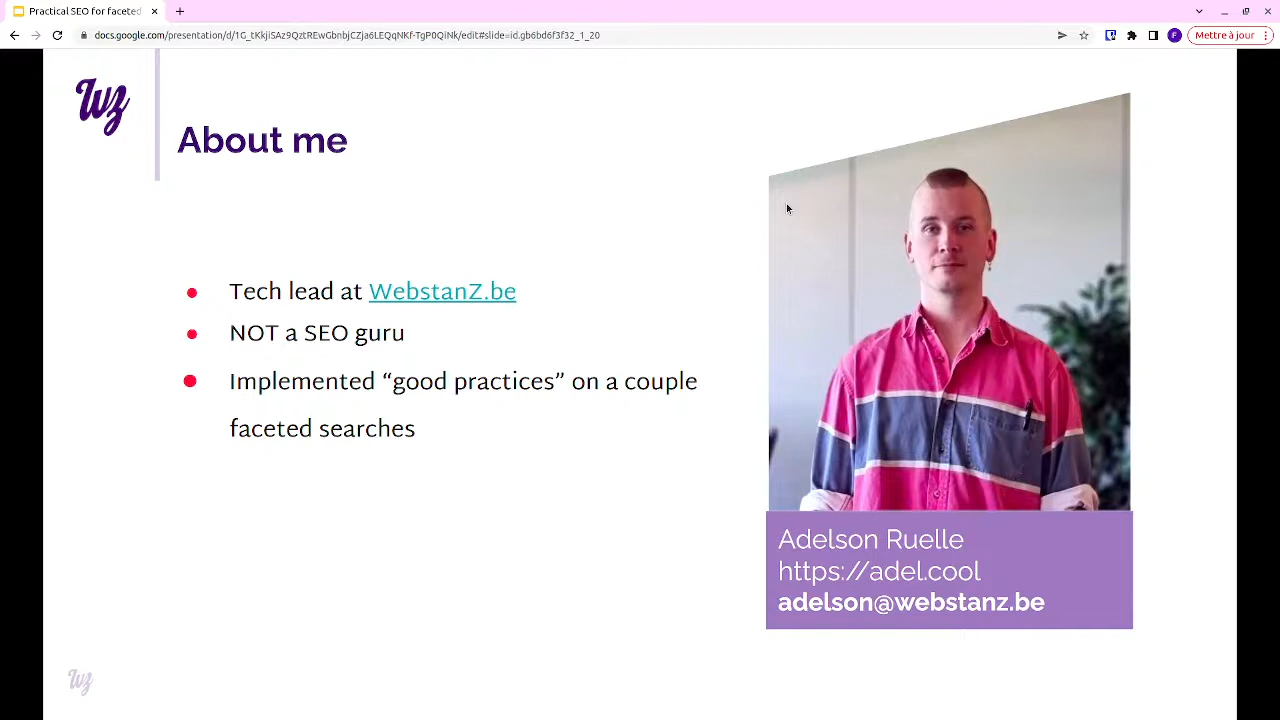 Practical SEO for faceted
docs.google.com/presentation/d/1G_tKkjiSAz9QztREwGbnbjCZja6LEQqNKf-TgP0QiNk/edit#slide=id.gb6bd6f3f32_1_20
F
Mettre à jour
Wz
About me
Tech lead at WebstanZ.be
NOT a SEO guru
Implemented “good practices” on a couple
faceted searches
Adelson Ruelle
https://adel.cool
adelson@webstanz.be
Wz